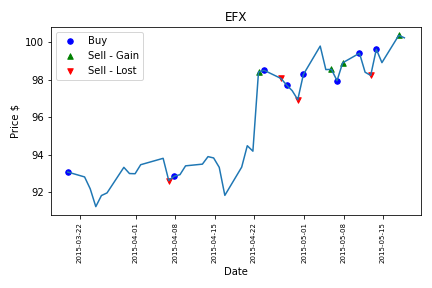 EFX
Buy
Sell - Gain
Sell - Lost
Price $
100
98
96
94
92
2015-03-22
2015-04-01
2015-04-08
2015-04-15
2015-04-22
2015-05-01
2015-05-08
2015-05-15
Date